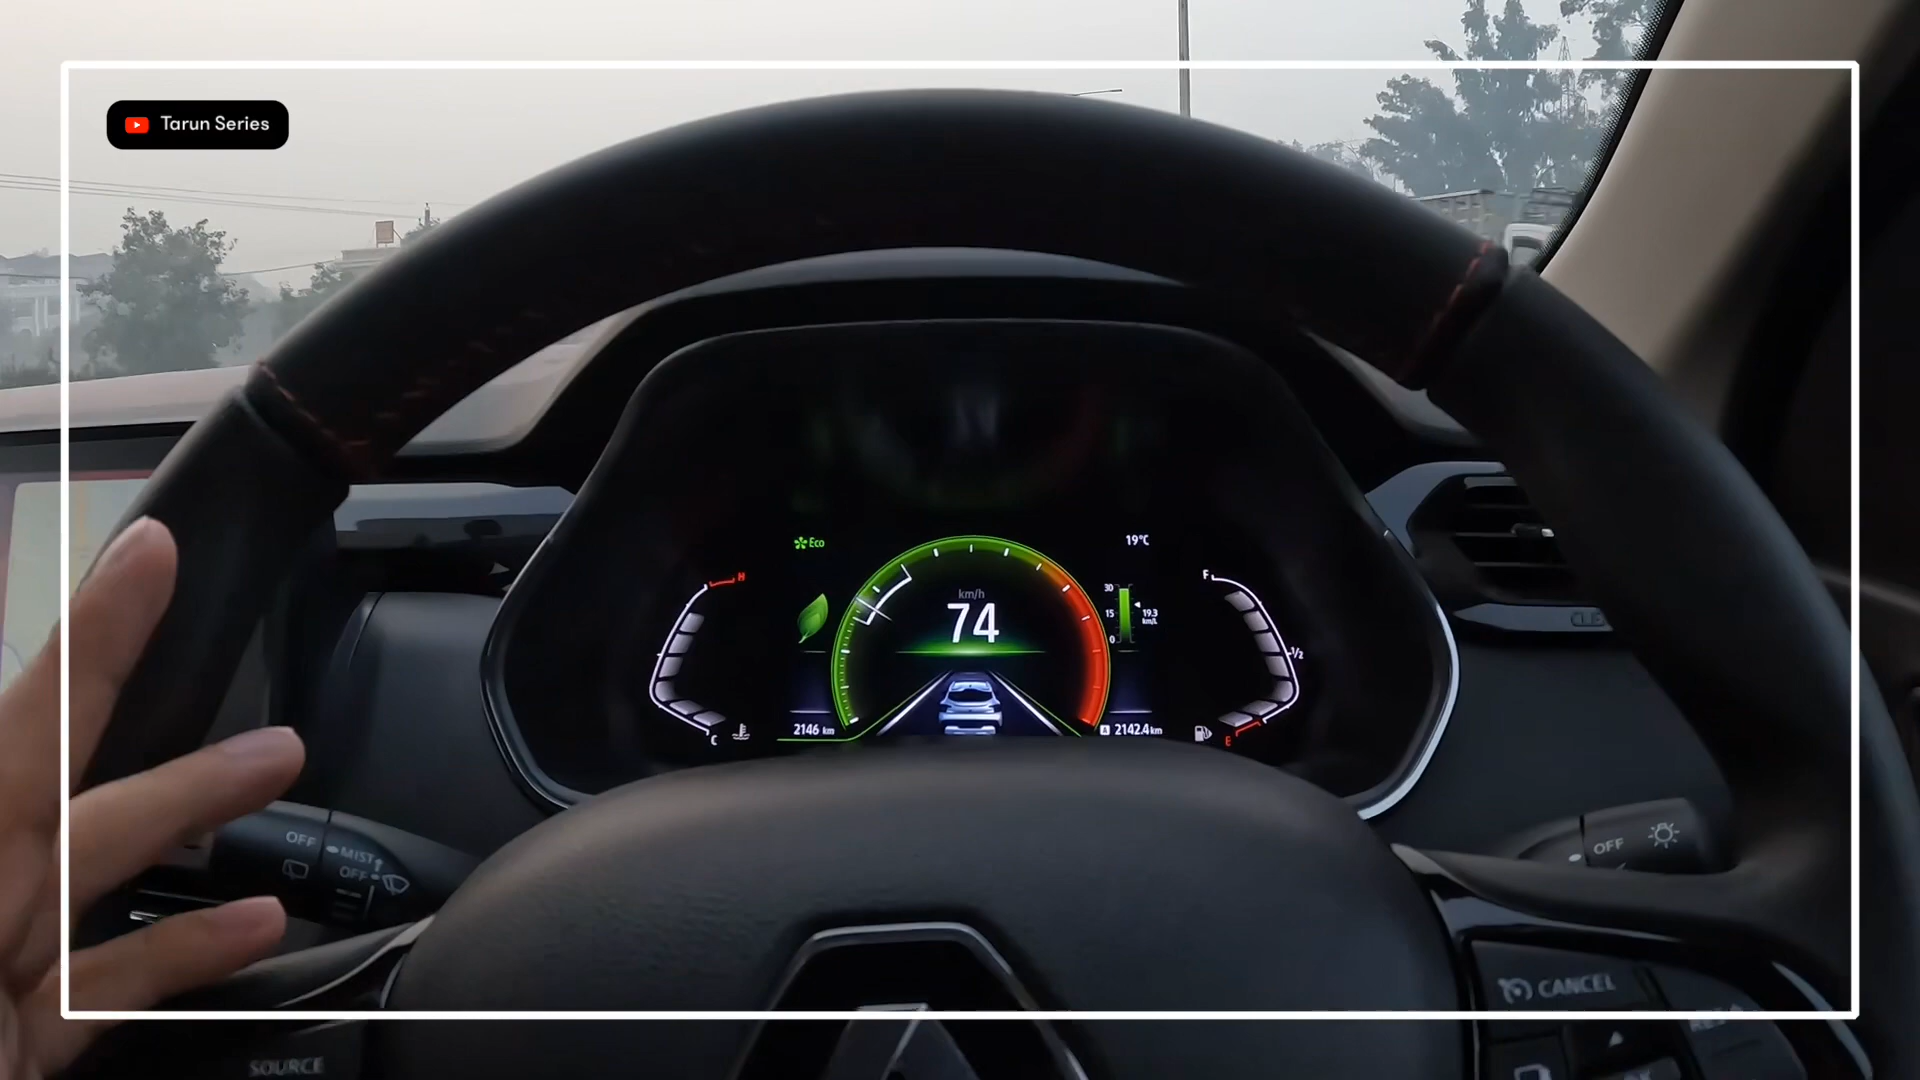 Tarun Series
Eco
19°C
H
F
km/h
74
30
15
0
19.3
km/L
1/2
2146 km
A 2142.4 km
C
E
OFF
MIST
OFF
OFF
CLIP
CANCEL
SOURCE